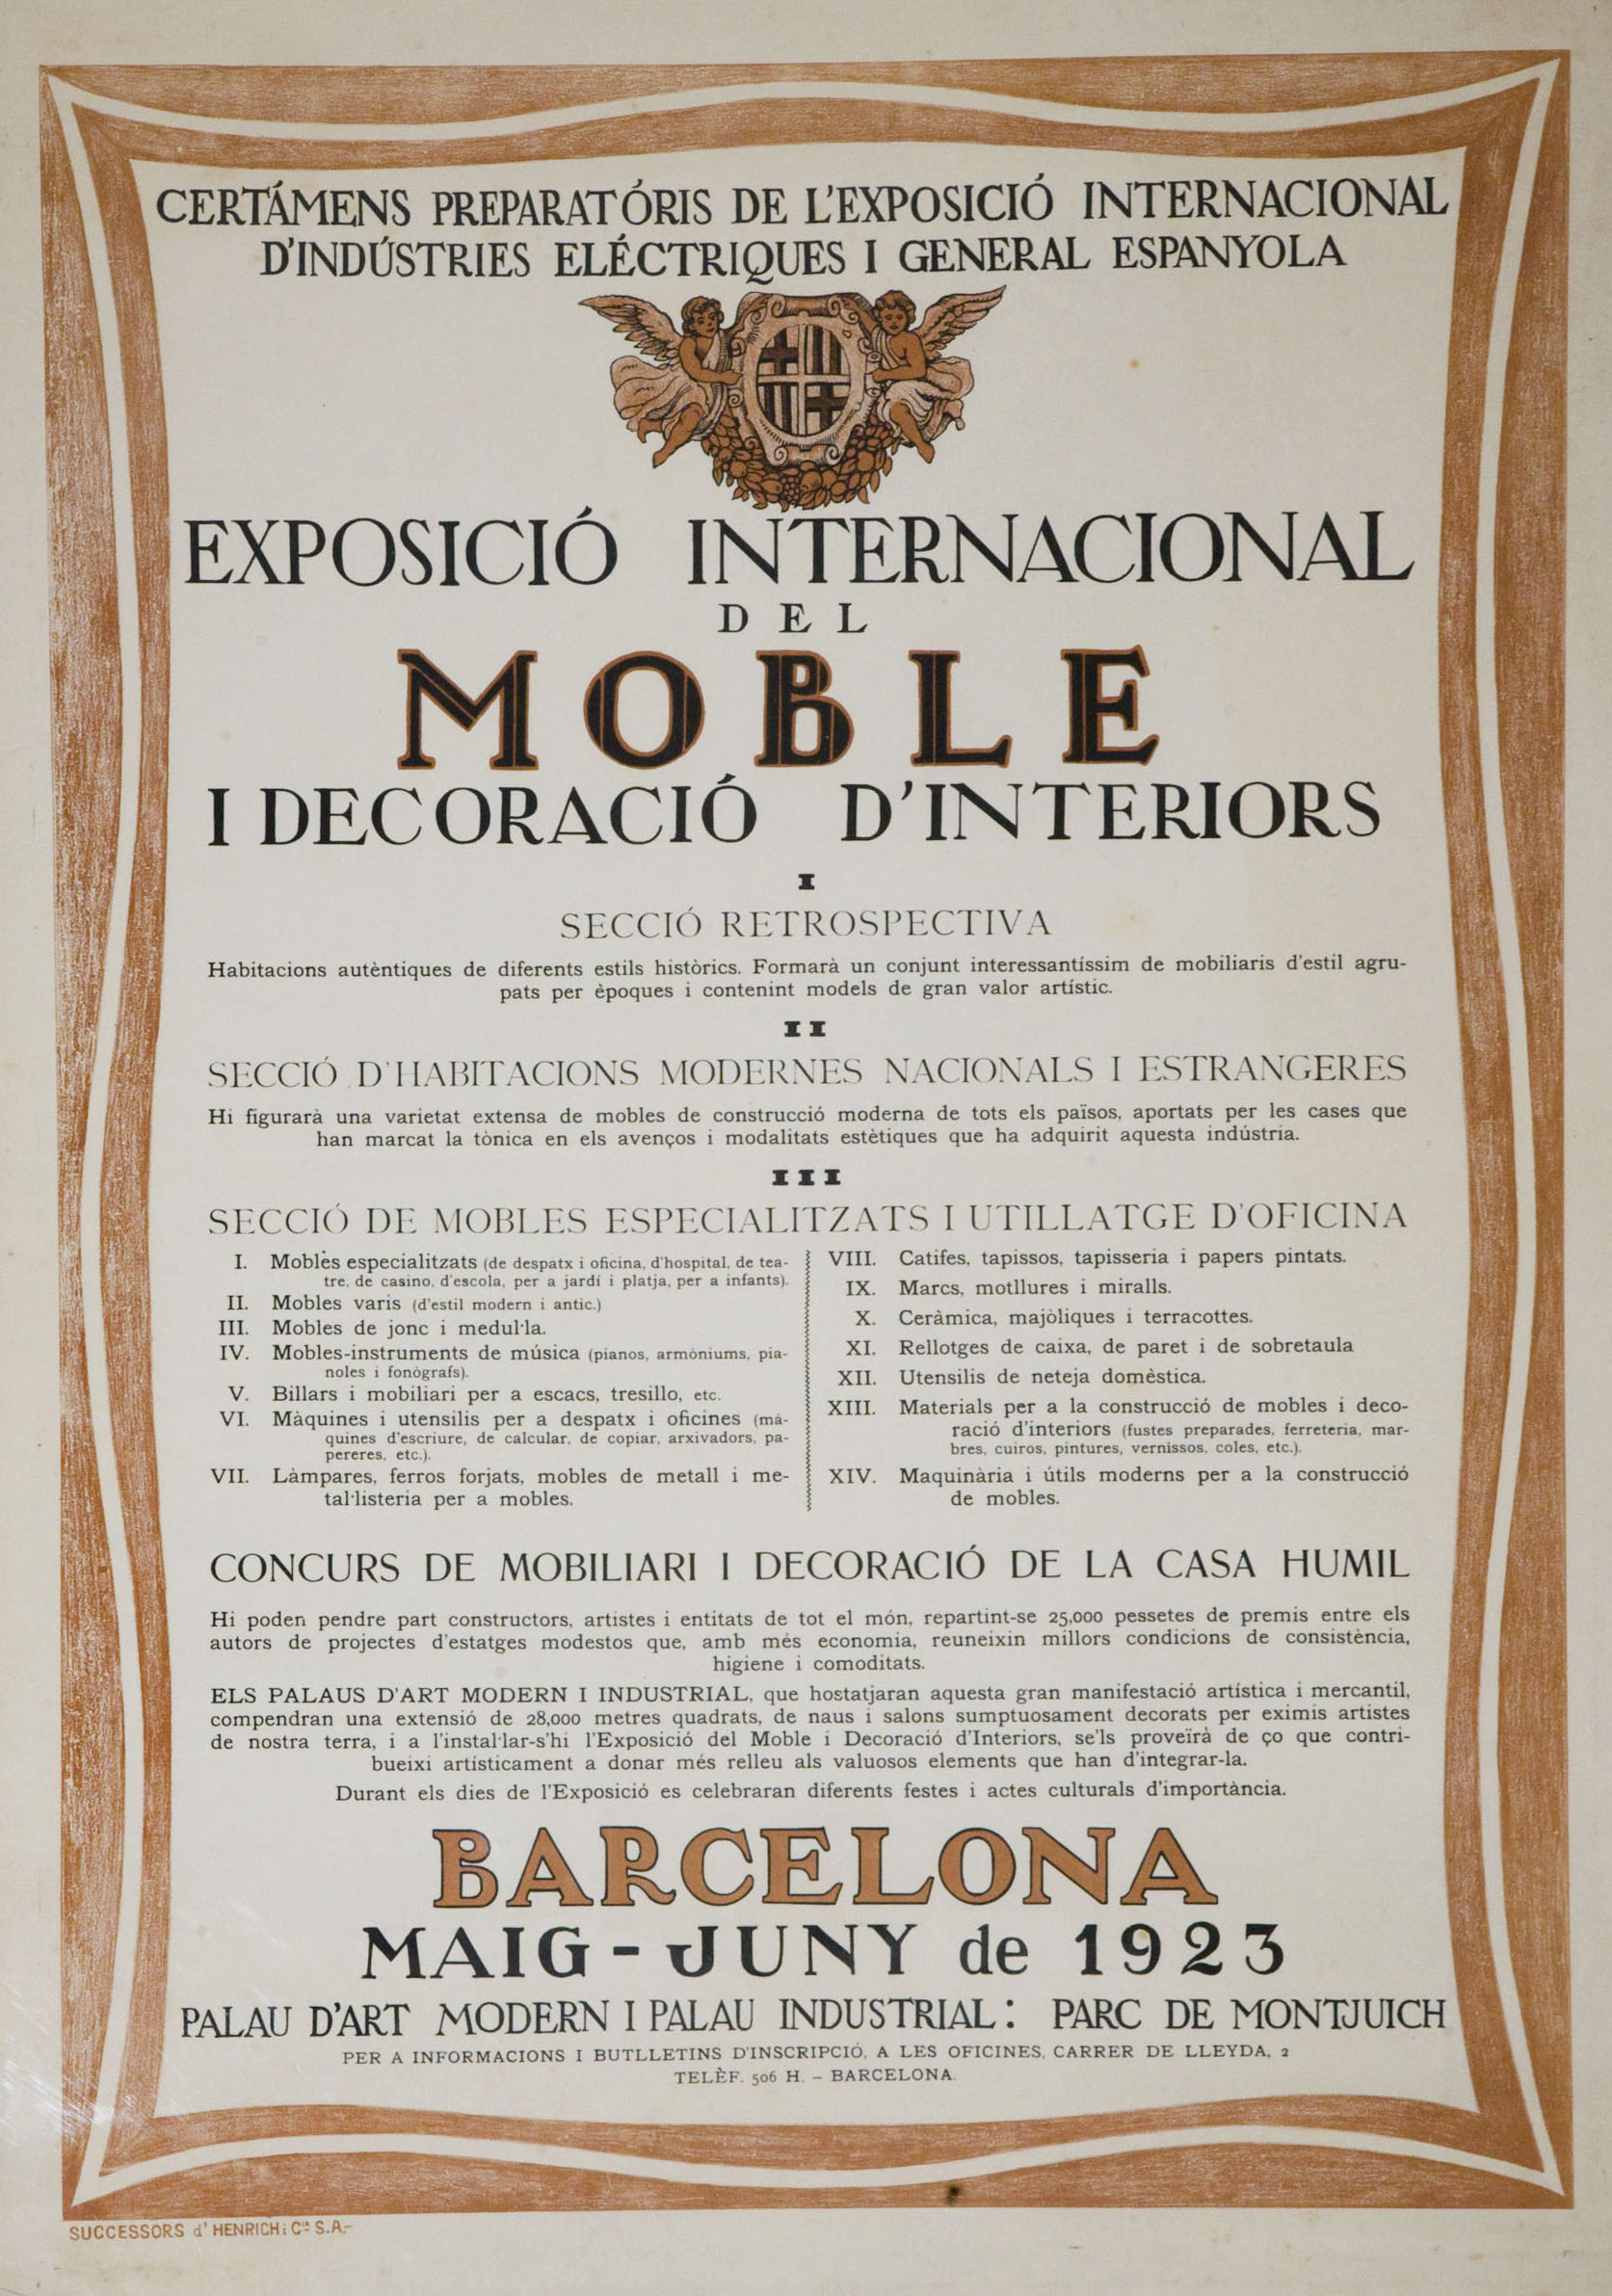 CERTÁMENS PREPARATÓRIS DE L'EXPOSICIÓ INTERNACIONAL
D'INDÚSTRIES ELÉCTRIQUES I GENERAL ESPANYOLA
EXPOSICIÓ INTERNACIONAL
DEL
MOBLE
I DECORACIÓ D'INTERIORS
I
SECCIÓ RETROSPECTIVA
Habitacions autèntiques de diferents estils històrics. Formarà un conjunt interessantíssim de mobiliaris d'estil agru-
pats per èpoques i contenint models de gran valor artístic.
II
SECCIÓ D'HABITACIONS MODERNES NACIONALS I ESTRANGERES
Hi figurarà una varietat extensa de mobles de construcció moderna de tots els països, aportats per les cases que
han marcat la tònica en els avenços i modalitats estètiques que ha adquirit aquesta indústria.
III
SECCIÓ DE MOBLES ESPECIALITZATS I UTILLATGE D'OFICINA
I. Mobles especialitzats (de despatx i oficina, d'hospital, de tea-
tre, de casino, d'escola, per a jardí i platja, per a infants).
II. Mobles varis (d'estil modern i antic.)
III. Mobles de jonc i medul·la.
IV. Mobles-instruments de música (pianos, armóniums, pia-
noles i fonògrafs).
V. Billars i mobiliari per a escacs, tresillo, etc.
VI. Màquines i utensilis per a despatx i oficines (mà-
quines d'escriure, de calcular, de copiar, arxivadors, pa-
pereres, etc.).
VII. Làmpares, ferros forjats, mobles de metall i me-
tal·listeria per a mobles.
VIII. Catifes, tapissos, tapisseria i papers pintats.
IX. Marcs, motllures i miralls.
X. Ceràmica, majòliques i terracottes.
XI. Rellotges de caixa, de paret i de sobretaula
XII. Utensilis de neteja domèstica.
XIII. Materials per a la construcció de mobles i deco-
ració d'interiors (fustes preparades, ferreteria, mar-
bres, cuiros, pintures, vernissos, coles, etc.).
XIV. Maquinària i útils moderns per a la construcció
de mobles.
CONCURS DE MOBILIARI I DECORACIÓ DE LA CASA HUMIL
Hi poden pendre part constructors, artistes i entitats de tot el món, repartint-se 25,000 pessetes de premis entre els
autors de projectes d'estatges modestos que, amb més economia, reuneixin millors condicions de consistència,
higiene i comoditats.
ELS PALAUS D'ART MODERN I INDUSTRIAL, que hostatjaran aquesta gran manifestació artística i mercantil,
compendran una extensió de 28,000 metres quadrats, de naus i salons sumptuosament decorats per eximis artistes
de nostra terra, i a l'instal·lar-s'hi l'Exposició del Moble i Decoració d'Interiors, se'ls proveïrà de ço que contri-
bueixi artísticament a donar més relleu als valuosos elements que han d'integrar-la.
Durant els dies de l'Exposició es celebraran diferents festes i actes culturals d'importància.
BARCELONA
MAIG-JUNY de 1923
PALAU D'ART MODERN I PALAU INDUSTRIAL: PARC DE MONTJUICH
PER A INFORMACIONS I BUTLLETINS D'INSCRIPCIÓ, A LES OFICINES, CARRER DE LLEYDA, 2
TELÈF. 506 H. – BARCELONA.
SUCCESSORS d' HENRICH i Cia S.A.-